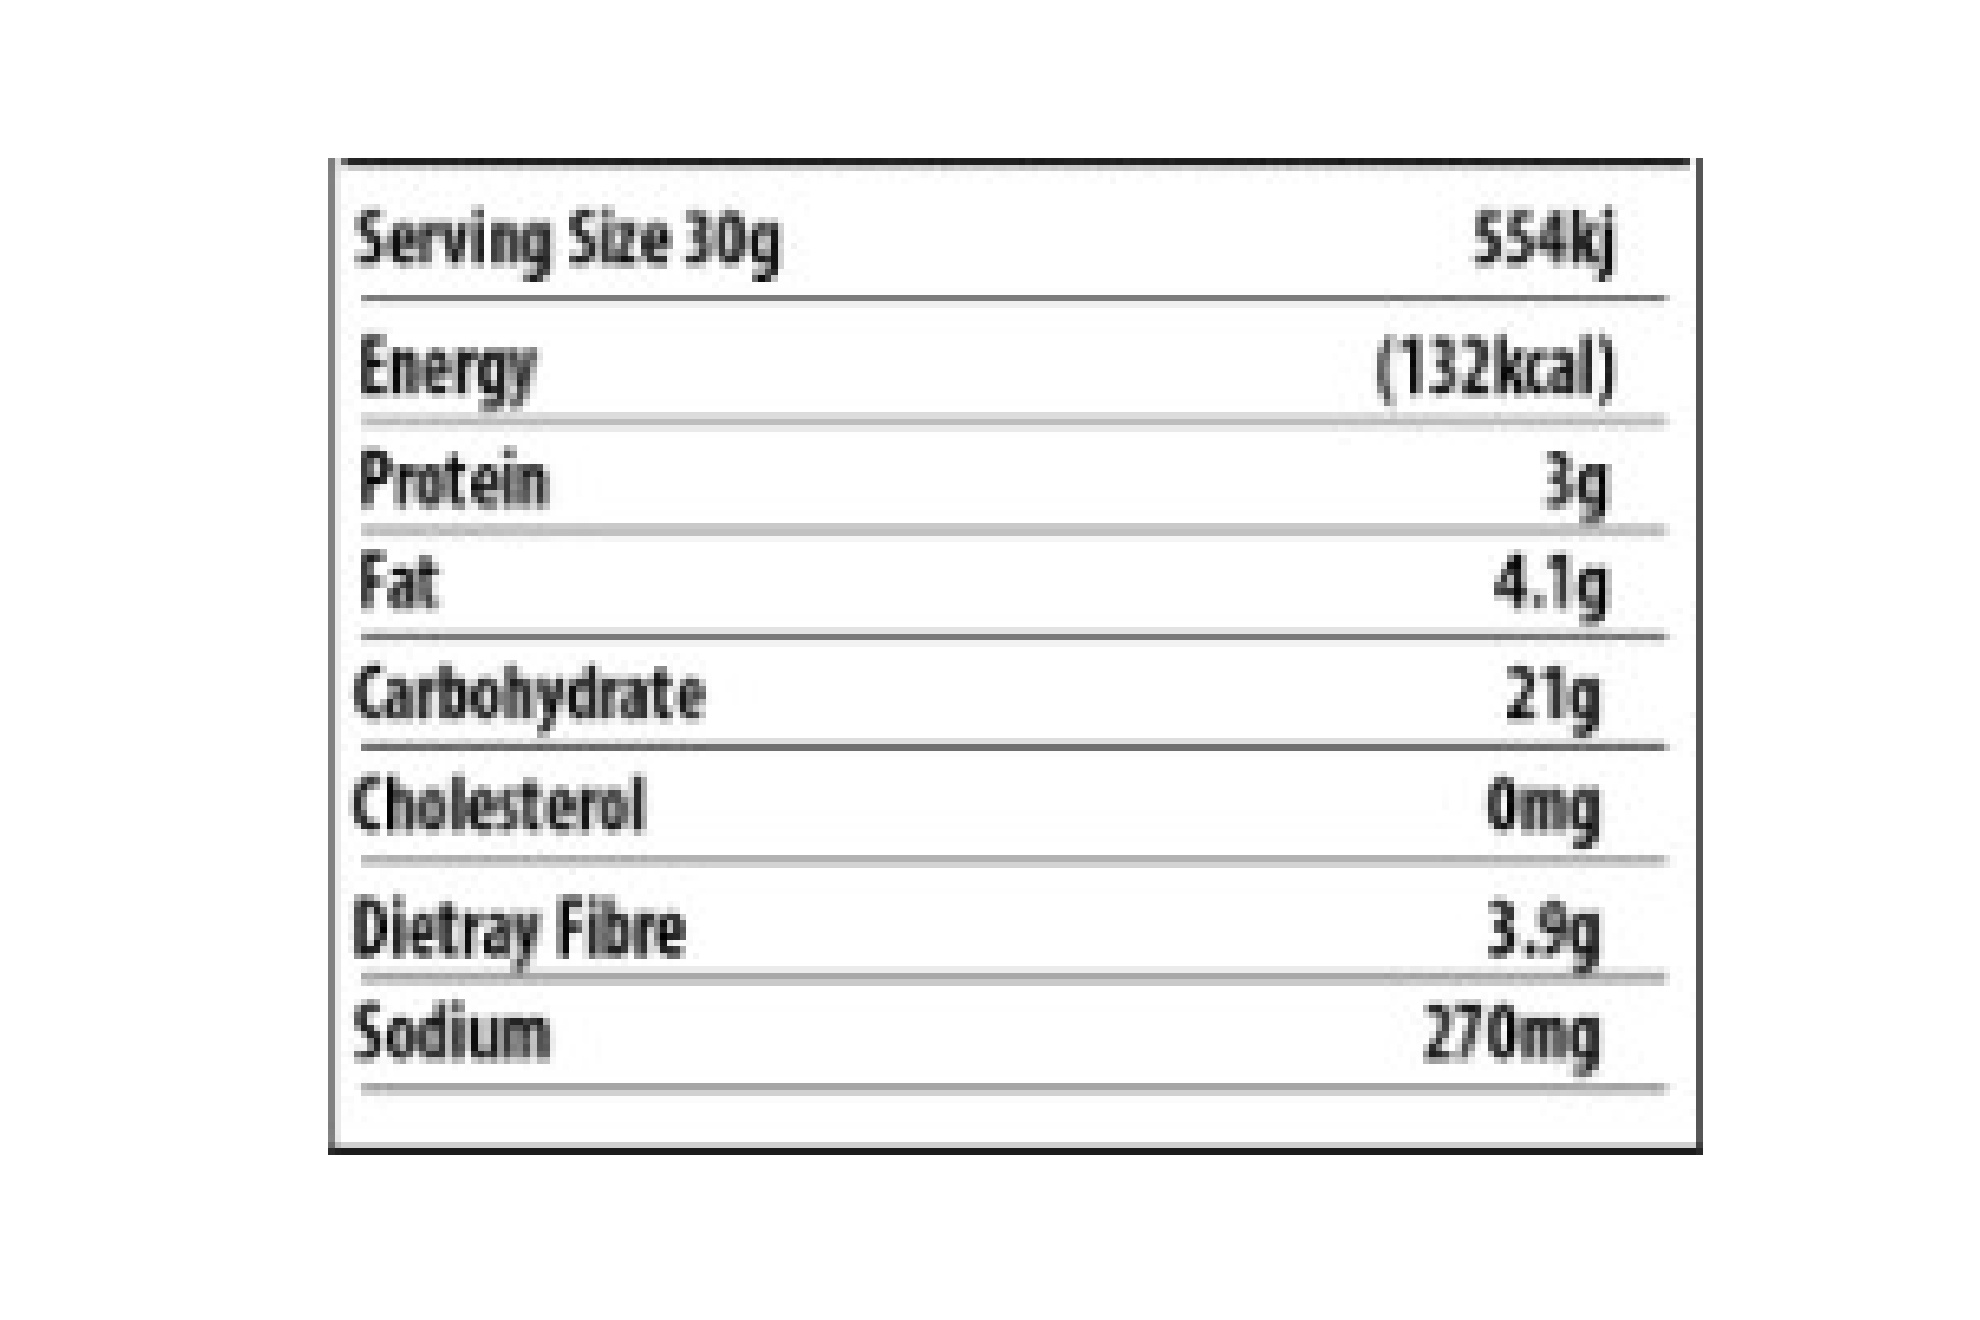 Serving Size 30g 554kj
Energy (132kcal)
Protein 3g
Fat 4.1g
Carbohydrate 21g
Cholesterol 0mg
Dietray Fibre 3.9g
Sodium 270mg